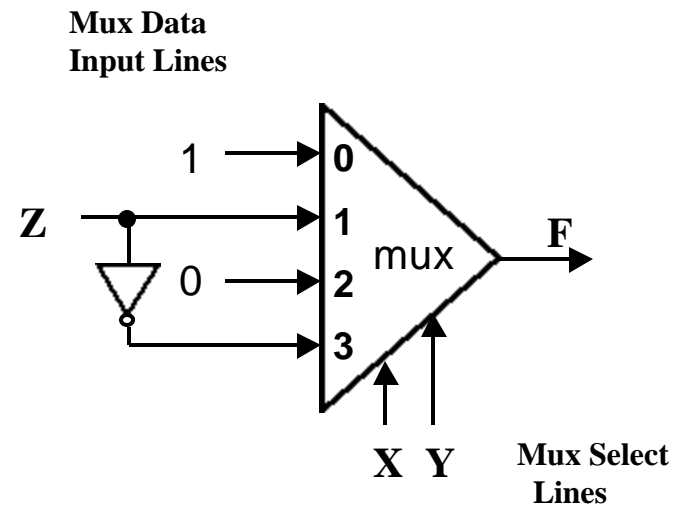 Mux Data
Input Lines
1
0
Z
1
F
mux
0
2
3
X Y
Mux Select
Lines